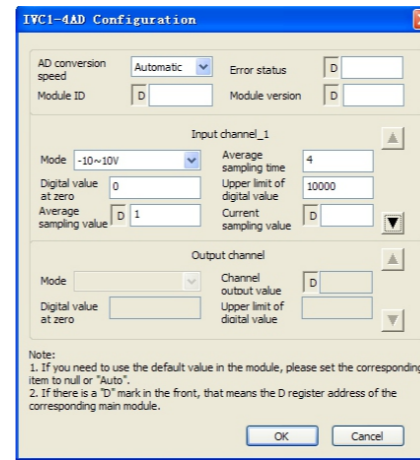 IVC1-4AD Configuration
AD conversion speed Automatic Error status D
Module ID D Module version D
Input channel_1
Mode -10~10V Average sampling time 4
Digital value at zero 0 Upper limit of digital value 10000
Average sampling value D 1 Current sampling value D
Output channel
Mode Channel output value D
Digital value at zero Upper limit of digital value
Note:
1. If you need to use the default value in the module, please set the corresponding
item to null or "Auto".
2. If there is a "D" mark in the front, that means the D register address of the
corresponding main module.
OK Cancel